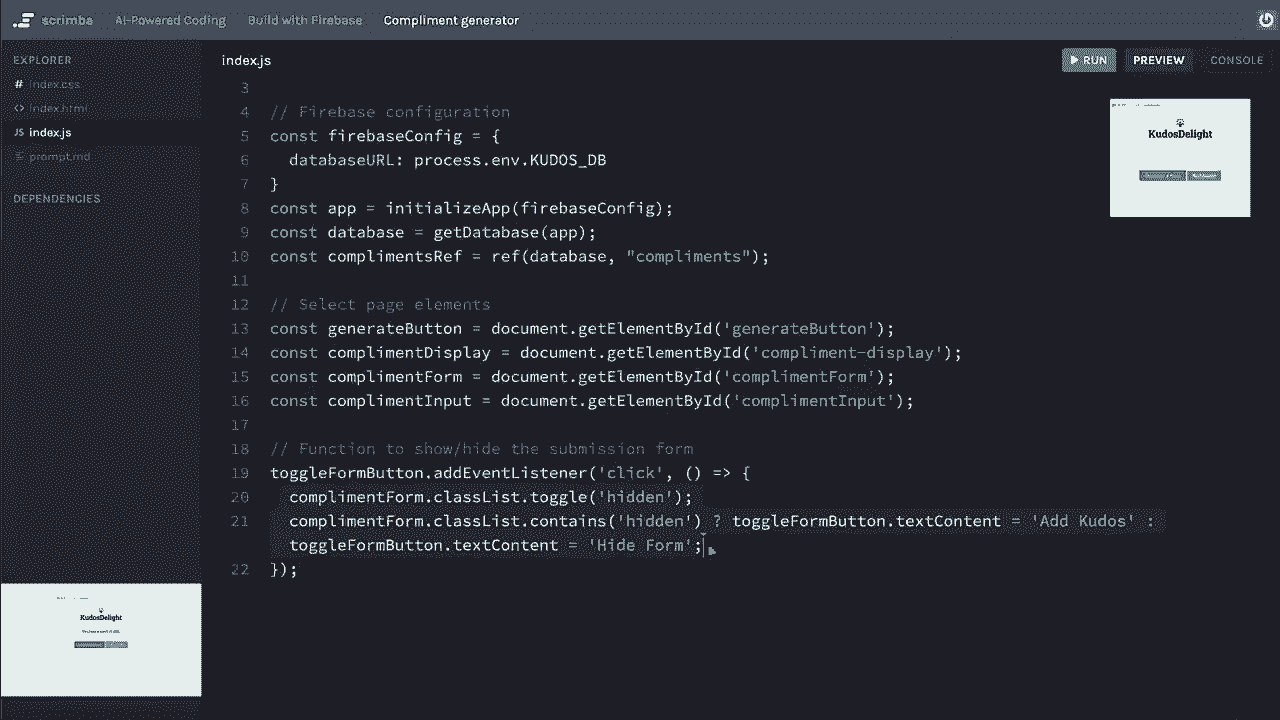 scrimba AI-Powered Coding Build with Firebase Compliment generator
EXPLORER
# index.css
<> index.html
JS index.js
prompt.md
DEPENDENCIES
index.js
RUN PREVIEW CONSOLE
3
4 // Firebase configuration
5 const firebaseConfig = {
6 databaseURL: process.env.KUDOS_DB
7 }
8 const app = initializeApp(firebaseConfig);
9 const database = getDatabase(app);
10 const complimentsRef = ref(database, "compliments");
11
12 // Select page elements
13 const generateButton = document.getElementById('generateButton');
14 const complimentDisplay = document.getElementById('compliment-display');
15 const complimentForm = document.getElementById('complimentForm');
16 const complimentInput = document.getElementById('complimentInput');
17
18 // Function to show/hide the submission form
19 toggleFormButton.addEventListener('click', () => {
20 complimentForm.classList.toggle('hidden');
21 complimentForm.classList.contains('hidden') ? toggleFormButton.textContent = 'Add Kudos' :
toggleFormButton.textContent = 'Hide Form';
22 });
KudosDelight
KudosDelight